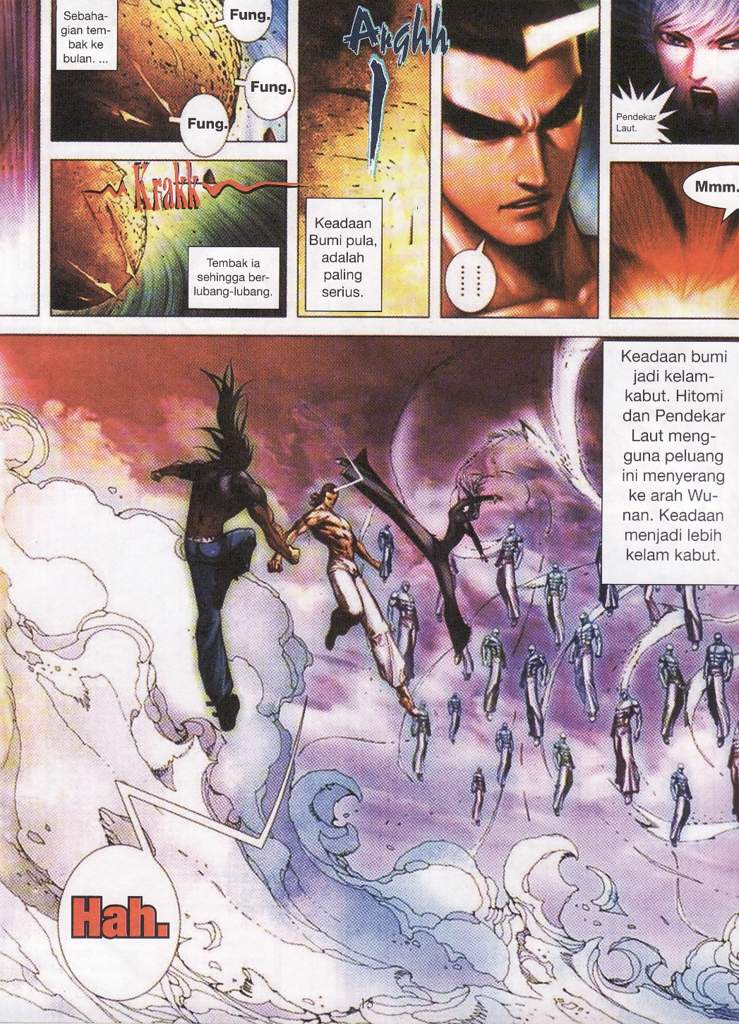 Sebaha-
gian tem-
bak ke
bulan. ...
Fung.
Fung.
Fung.
Krakk
Tembak ia
sehingga ber-
lubang-lubang.
Arghh
!
Keadaan
Bumi pula,
adalah
paling
serius.
Pendekar
Laut.
Mmm.
Keadaan bumi
jadi kelam-
kabut. Hitomi
dan Pendekar
Laut meng-
guna peluang
ini menyerang
ke arah Wu-
nan. Keadaan
menjadi lebih
kelam kabut.
Hah.